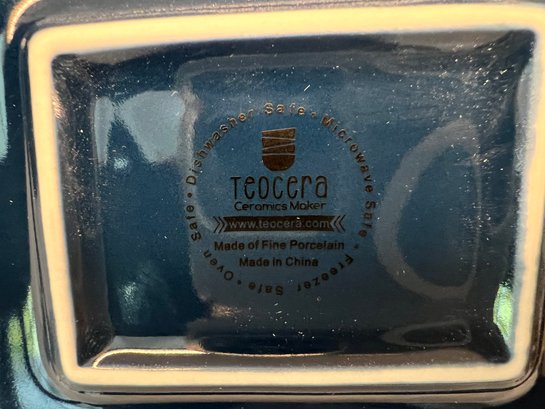 Oven Safe • Dishwasher Safe • Microwave Safe • Freezer Safe •
Teocera
Ceramics Maker
www.teocera.com
Made of Fine Porcelain
Made in China